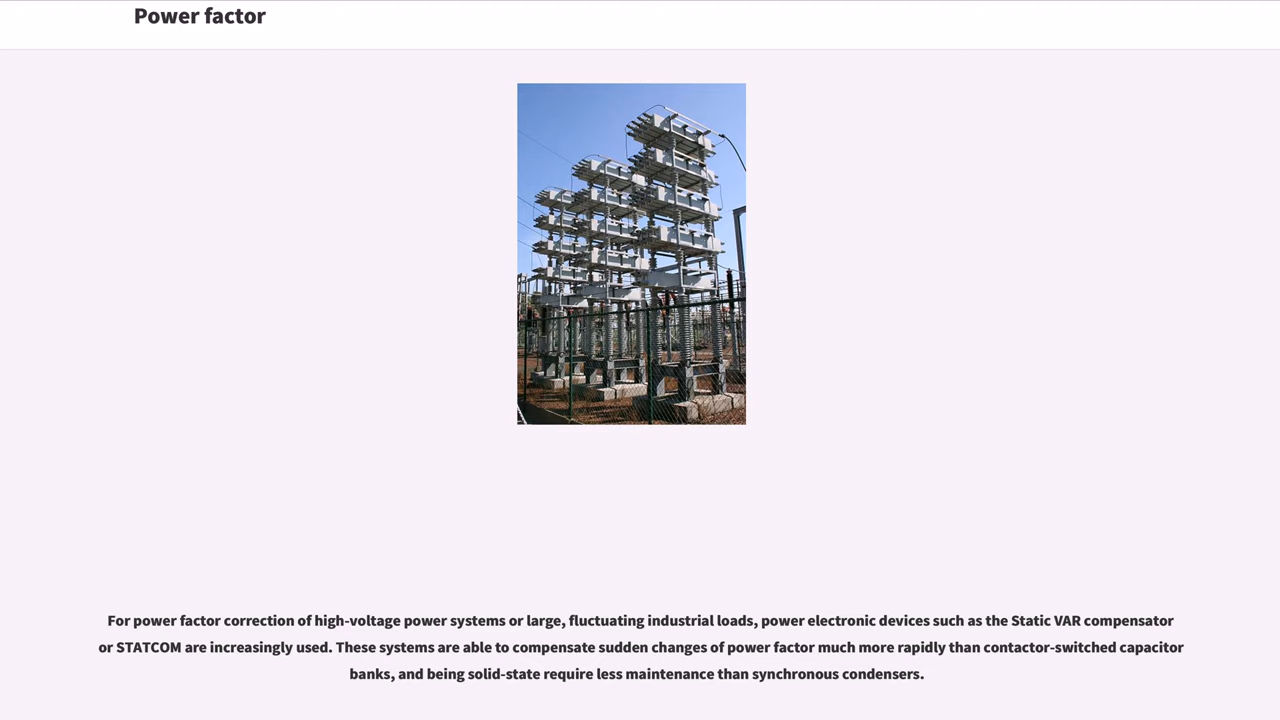 Power factor
For power factor correction of high-voltage power systems or large, fluctuating industrial loads, power electronic devices such as the Static VAR compensator
or STATCOM are increasingly used. These systems are able to compensate sudden changes of power factor much more rapidly than contactor-switched capacitor
banks, and being solid-state require less maintenance than synchronous condensers.